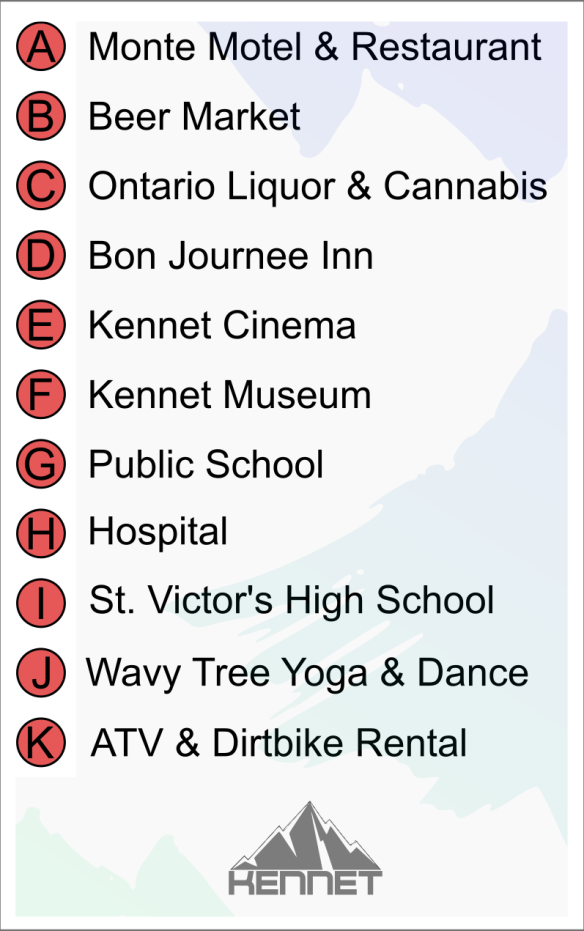 A Monte Motel & Restaurant
B Beer Market
C Ontario Liquor & Cannabis
D Bon Journee Inn
E Kennet Cinema
F Kennet Museum
G Public School
H Hospital
I St. Victor's High School
J Wavy Tree Yoga & Dance
K ATV & Dirtbike Rental
KENNET